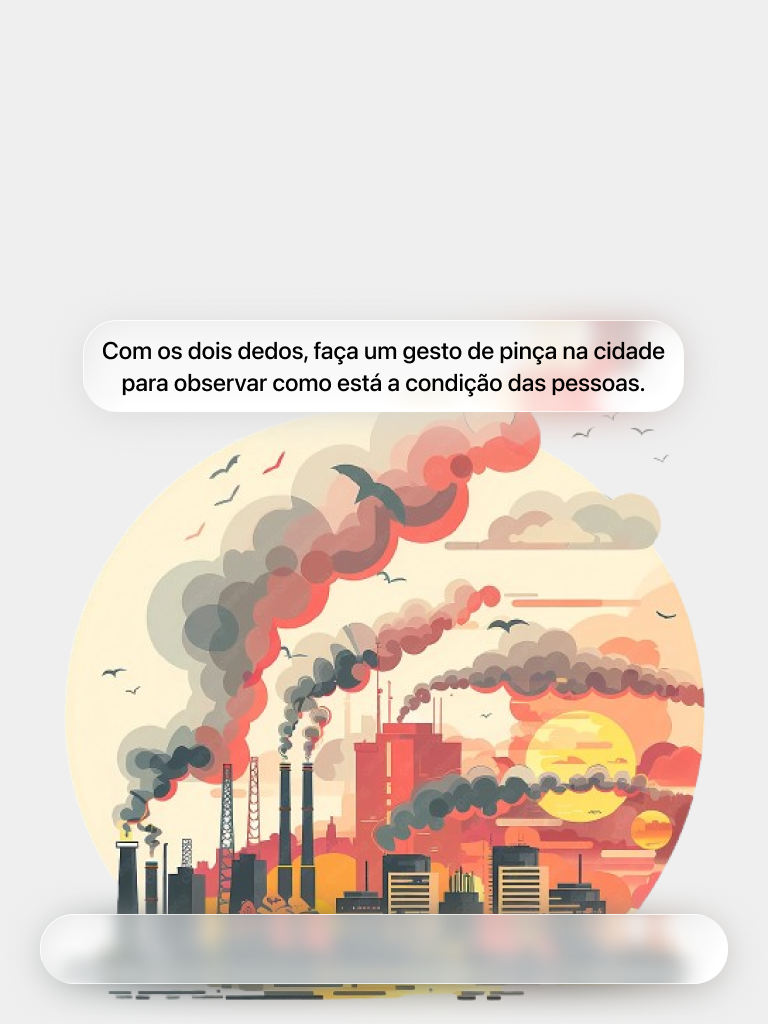 Com os dois dedos, faça um gesto de pinça na cidade
para observar como está a condição das pessoas.